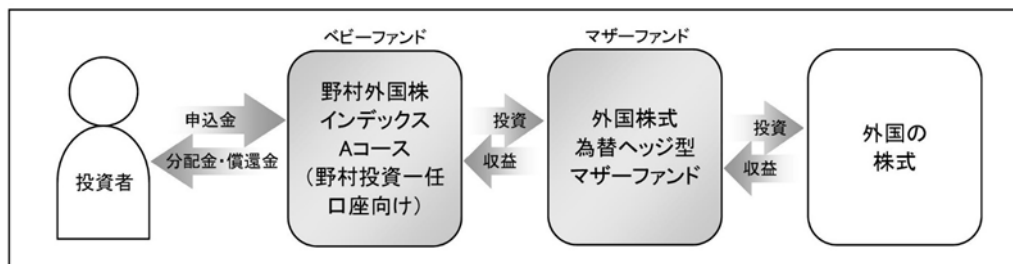 ベビーファンド
マザーファンド
野村外国株
インデックス
Aコース
(野村投資一任
口座向け)
外国株式
為替ヘッジ型
マザーファンド
外国の
株式
申込金
分配金・償還金
投資
収益
投資
収益
投資者